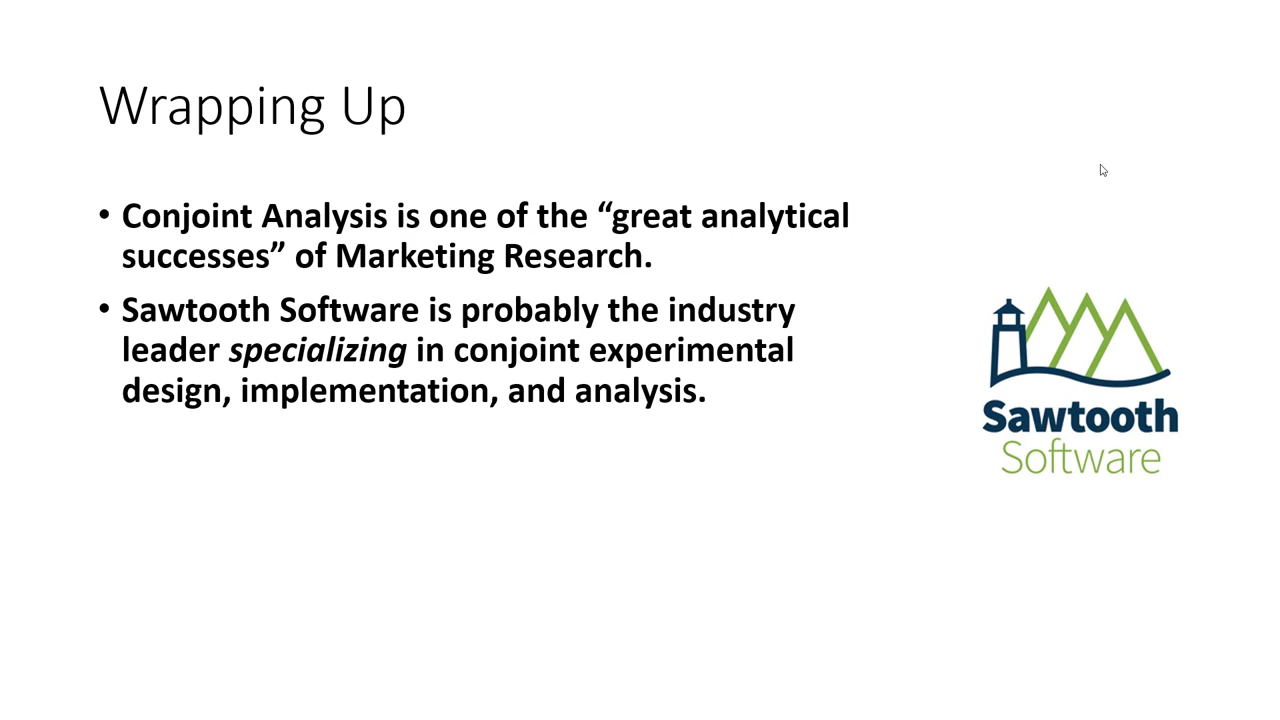 Wrapping Up
• Conjoint Analysis is one of the “great analytical
successes” of Marketing Research.
• Sawtooth Software is probably the industry
leader specializing in conjoint experimental
design, implementation, and analysis.
Sawtooth
Software